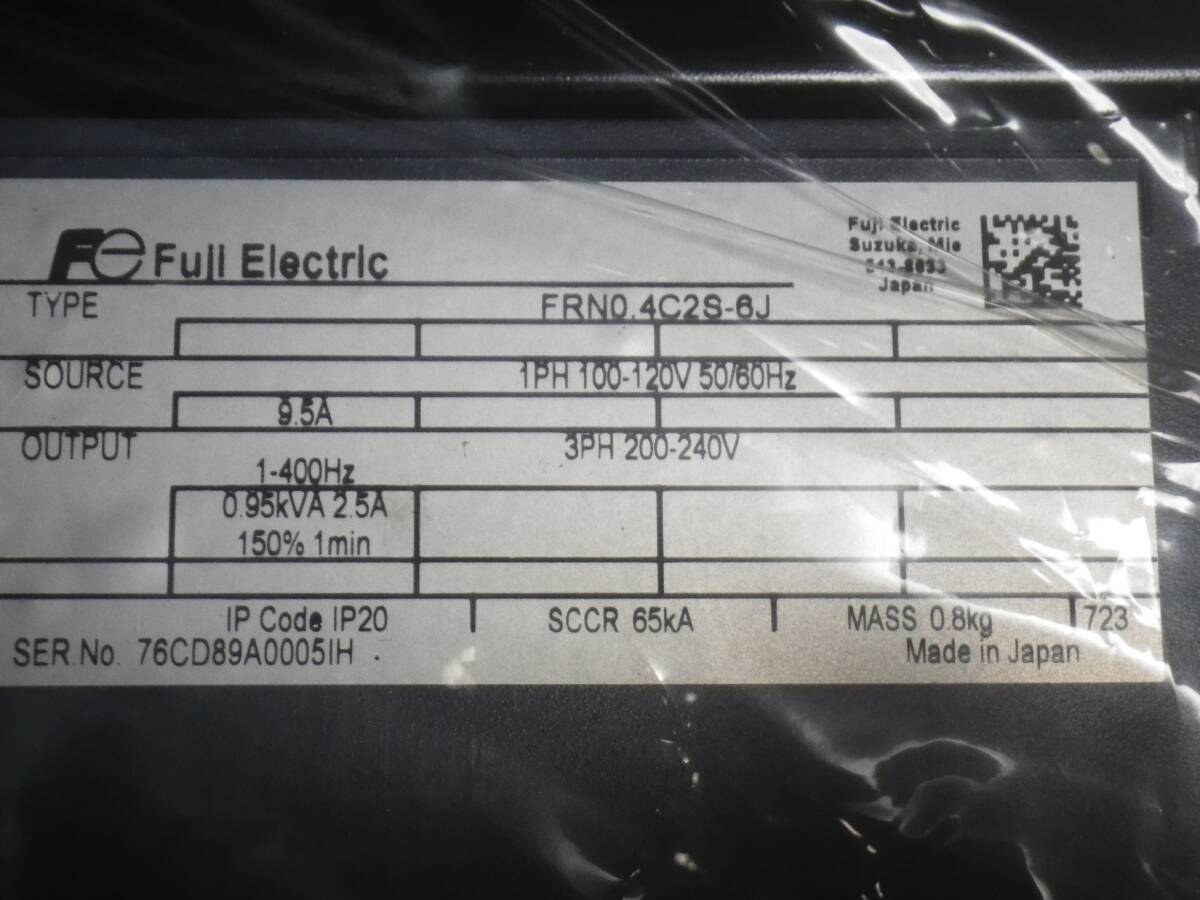 Fe Fuji Electric
Fuji Electric
Suzuka, Mie
Japan
TYPE FRN0.4C2S-6J
SOURCE 1PH 100-120V 50/60Hz
9.5A
OUTPUT 3PH 200-240V
1-400Hz
0.95kVA 2.5A
150% 1min
IP Code IP20 SCCR 65kA MASS 0.8kg 723
SER.No. 76CD89A0005IH Made in Japan